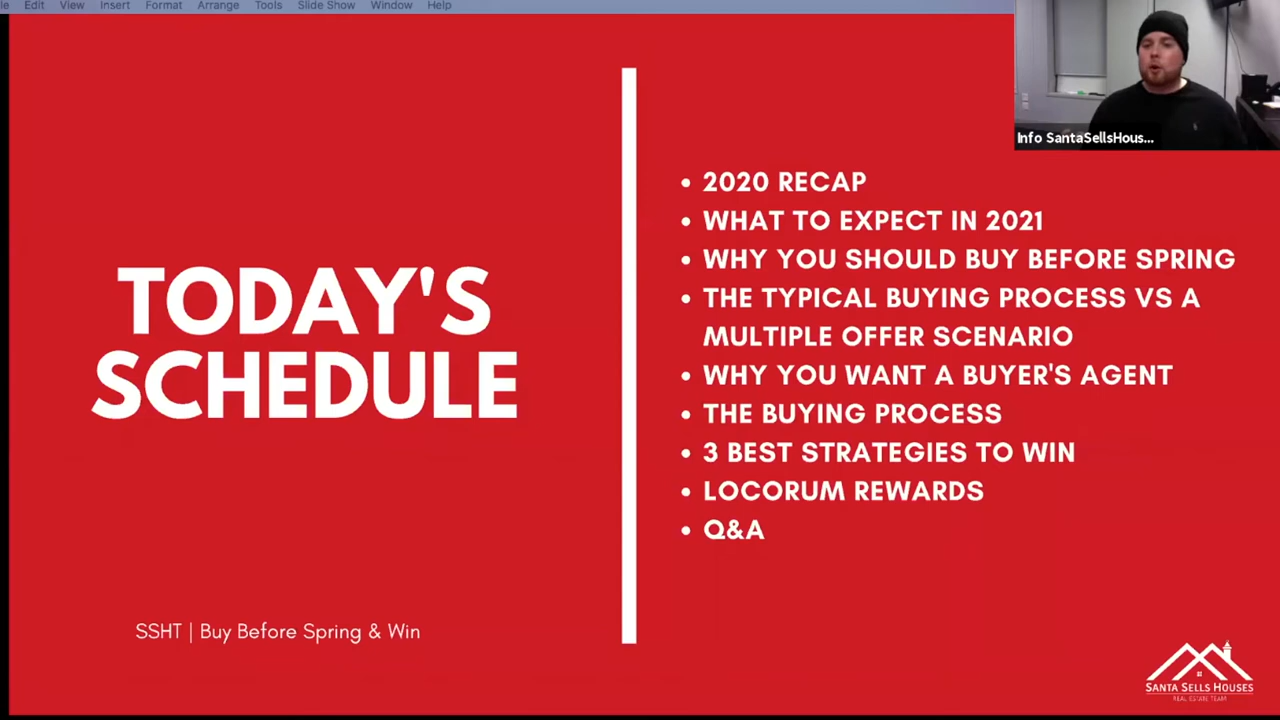 Edit View Insert Format Arrange Tools Slide Show Window Help
Info SantaSellsHous...
TODAY'S
SCHEDULE
• 2020 RECAP
• WHAT TO EXPECT IN 2021
• WHY YOU SHOULD BUY BEFORE SPRING
• THE TYPICAL BUYING PROCESS VS A
MULTIPLE OFFER SCENARIO
• WHY YOU WANT A BUYER'S AGENT
• THE BUYING PROCESS
• 3 BEST STRATEGIES TO WIN
• LOCORUM REWARDS
• Q&A
SSHT | Buy Before Spring & Win
SANTA SELLS HOUSES
REAL ESTATE TEAM